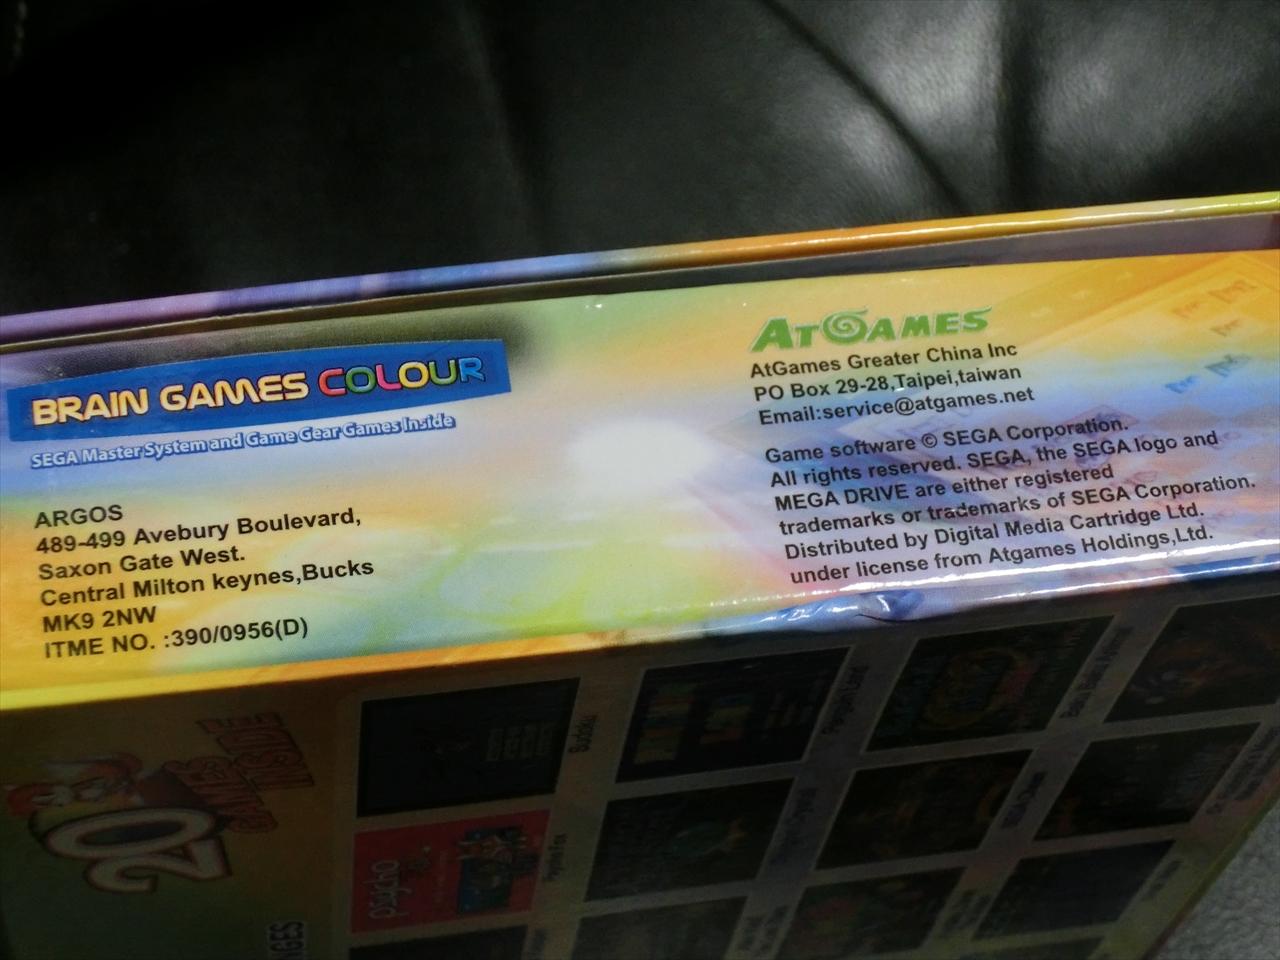 BRAIN GAMES COLOUR
SEGA Master System and Game Gear Games Inside
ARGOS
489-499 Avebury Boulevard,
Saxon Gate West.
Central Milton keynes,Bucks
MK9 2NW
ITME NO. :390/0956(D)
ATGAMES
AtGames Greater China Inc
PO Box 29-28,Taipei,taiwan
Email:service@atgames.net
Game software © SEGA Corporation.
All rights reserved. SEGA, the SEGA logo and
MEGA DRIVE are either registered
trademarks or trademarks of SEGA Corporation.
Distributed by Digital Media Cartridge Ltd.
under license from Atgames Holdings,Ltd.
20
GAMES
INSIDE
psycho